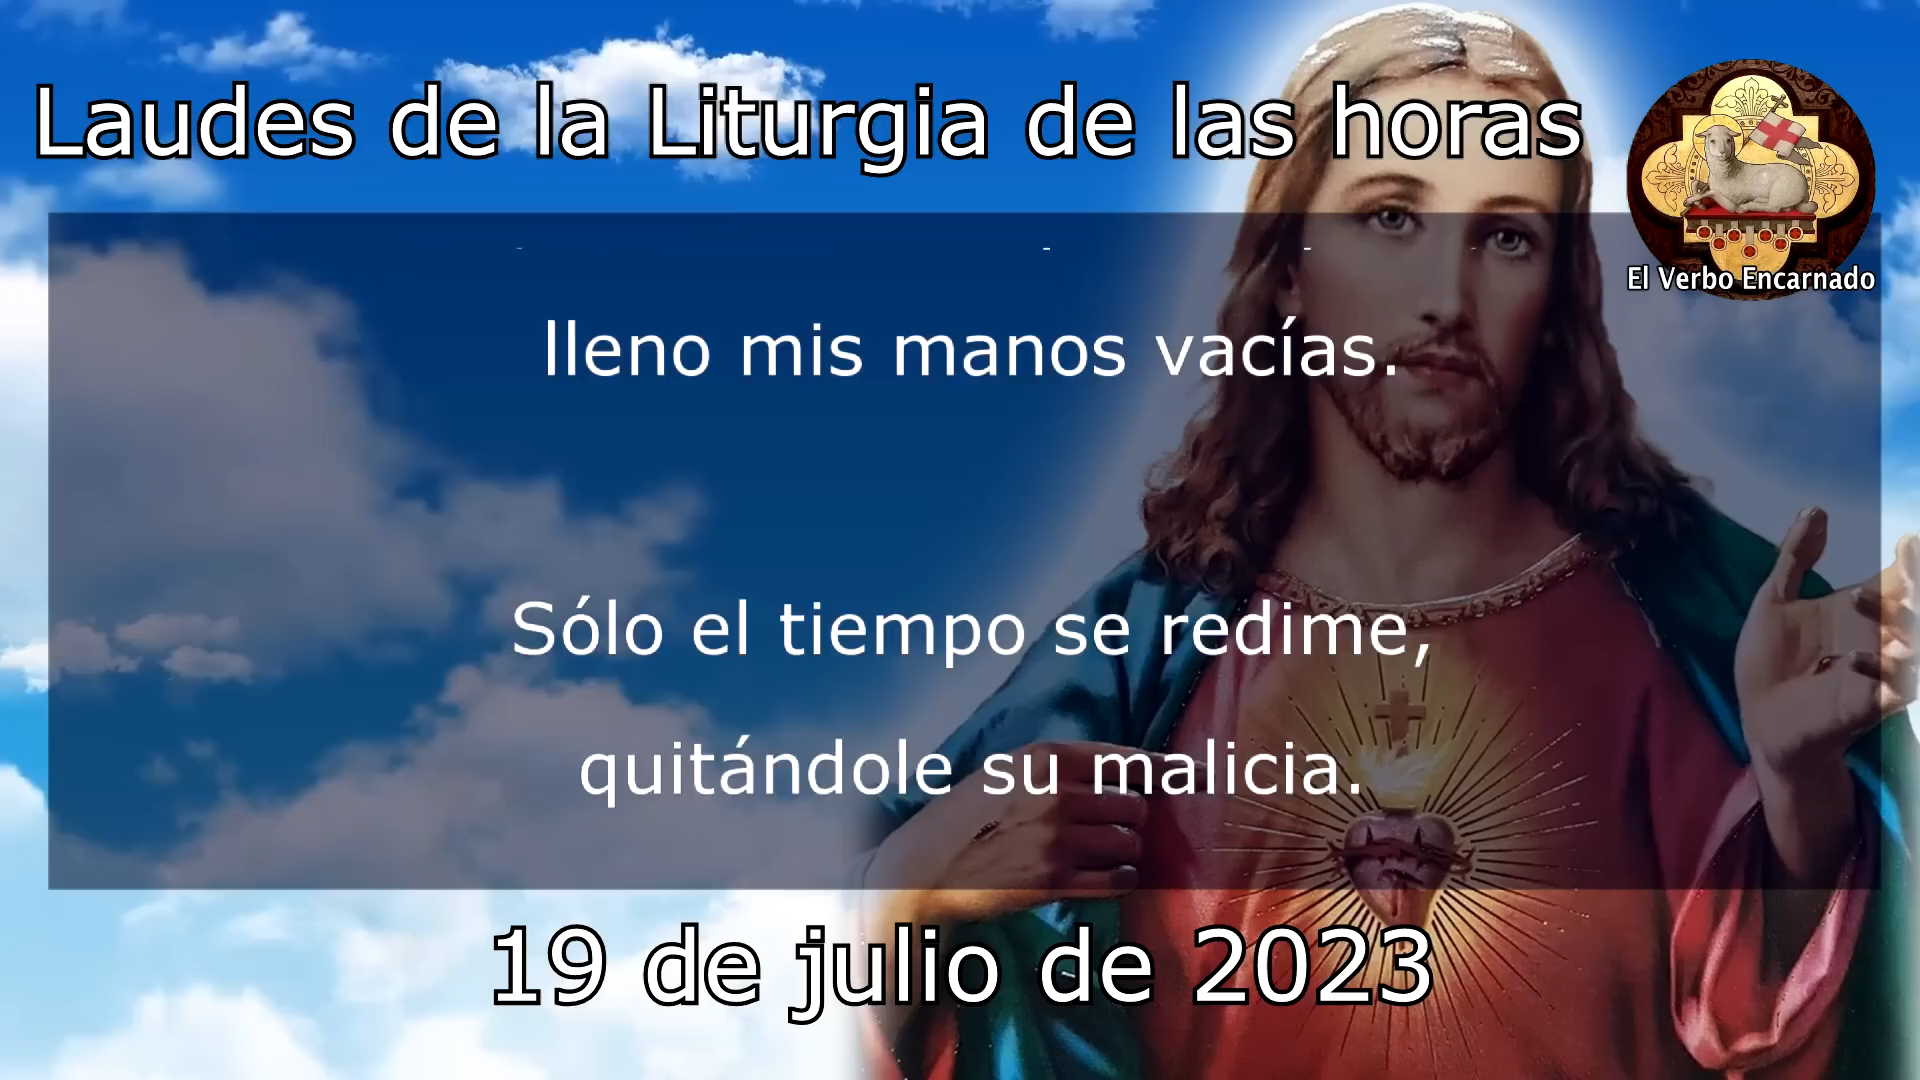 Laudes de la Liturgia de las horas
El Verbo Encarnado
lleno mis manos vacías.
Sólo el tiempo se redime,
quitándole su malicia.
19 de julio de 2023